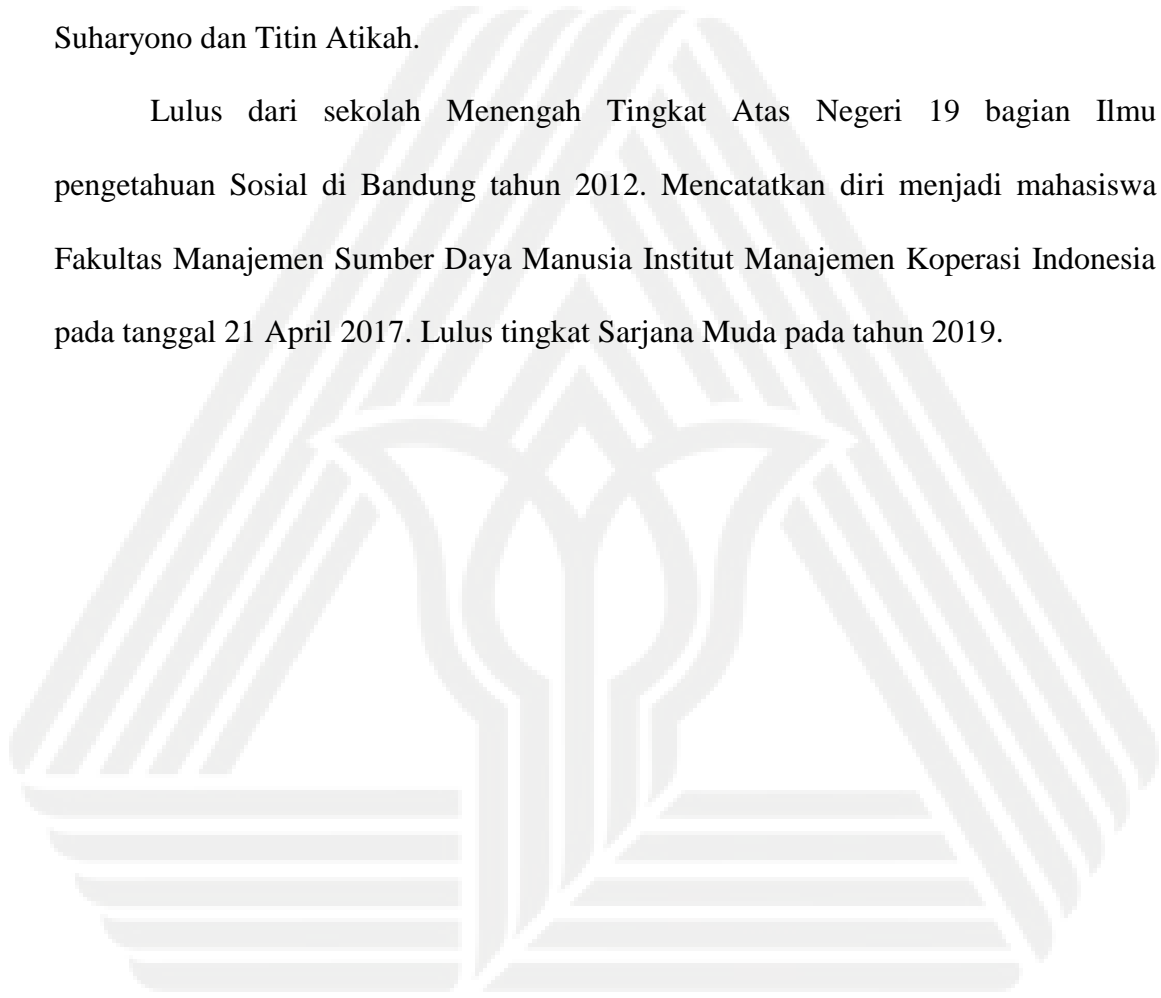 Suharyono dan Titin Atikah.
Lulus dari sekolah Menengah Tingkat Atas Negeri 19 bagian Ilmu
pengetahuan Sosial di Bandung tahun 2012. Mencatatkan diri menjadi mahasiswa
Fakultas Manajemen Sumber Daya Manusia Institut Manajemen Koperasi Indonesia
pada tanggal 21 April 2017. Lulus tingkat Sarjana Muda pada tahun 2019.